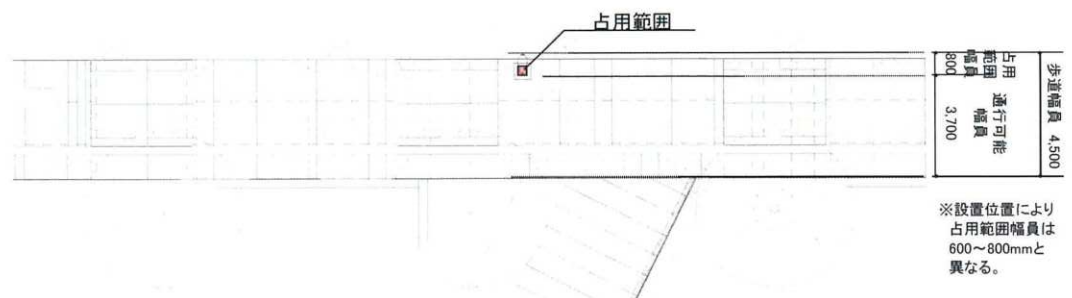 占用範囲
占用
範囲
幅員
800
通行可能
幅員
3,700
歩道幅員 4,500
※設置位置により
占用範囲幅員は
600～800mmと
異なる。